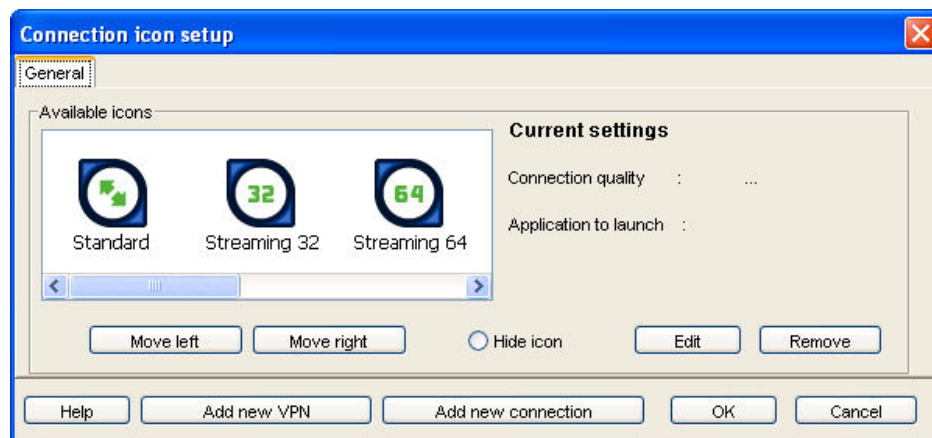 Connection icon setup
General
Available icons
Current settings
32
64
Standard
Streaming 32
Streaming 64
Connection quality : ...
Application to launch :
Move left
Move right
Hide icon
Edit
Remove
Help
Add new VPN
Add new connection
OK
Cancel